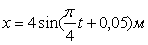 x = 4 sin(π/4 t + 0,05) м